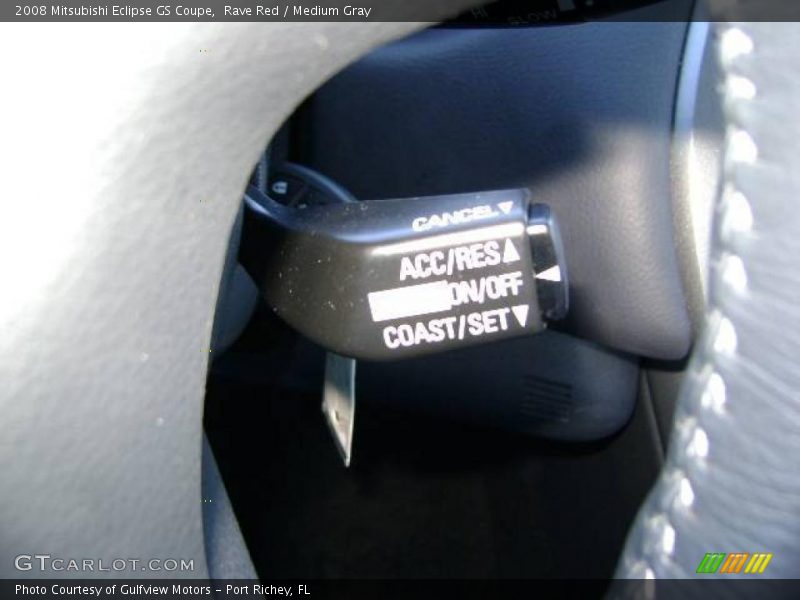 2008 Mitsubishi Eclipse GS Coupe, Rave Red / Medium Gray
SLOW
CANCEL▼
ACC/RES▲
ON/OFF
COAST/SET▼
GTCARLOT.COM
Photo Courtesy of Gulfview Motors - Port Richey, FL